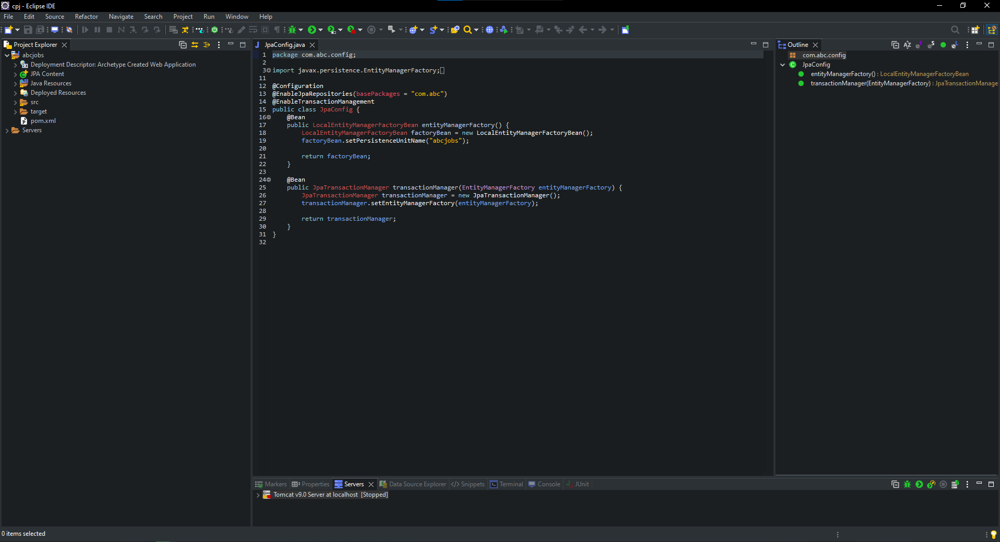 cpj - Eclipse IDE
File Edit Source Refactor Navigate Search Project Run Window Help
Project Explorer
abcjobs
Deployment Descriptor: Archetype Created Web Application
JPA Content
Java Resources
Deployed Resources
src
target
pom.xml
Servers
JpaConfig.java
1 package com.abc.config;
2
3 import javax.persistence.EntityManagerFactory;
11
12 @Configuration
13 @EnableJpaRepositories(basePackages = "com.abc")
14 @EnableTransactionManagement
15 public class JpaConfig {
16     @Bean
17     public LocalEntityManagerFactoryBean entityManagerFactory() {
18         LocalEntityManagerFactoryBean factoryBean = new LocalEntityManagerFactoryBean();
19         factoryBean.setPersistenceUnitName("abcjobs");
20
21         return factoryBean;
22     }
23
24     @Bean
25     public JpaTransactionManager transactionManager(EntityManagerFactory entityManagerFactory) {
26         JpaTransactionManager transactionManager = new JpaTransactionManager();
27         transactionManager.setEntityManagerFactory(entityManagerFactory);
28
29         return transactionManager;
30     }
31 }
32
Outline
com.abc.config
JpaConfig
entityManagerFactory() : LocalEntityManagerFactoryBean
transactionManager(EntityManagerFactory) : JpaTransactionManage
Markers Properties Servers Data Source Explorer Snippets Terminal Console JUnit
Tomcat v9.0 Server at localhost [Stopped]
0 items selected